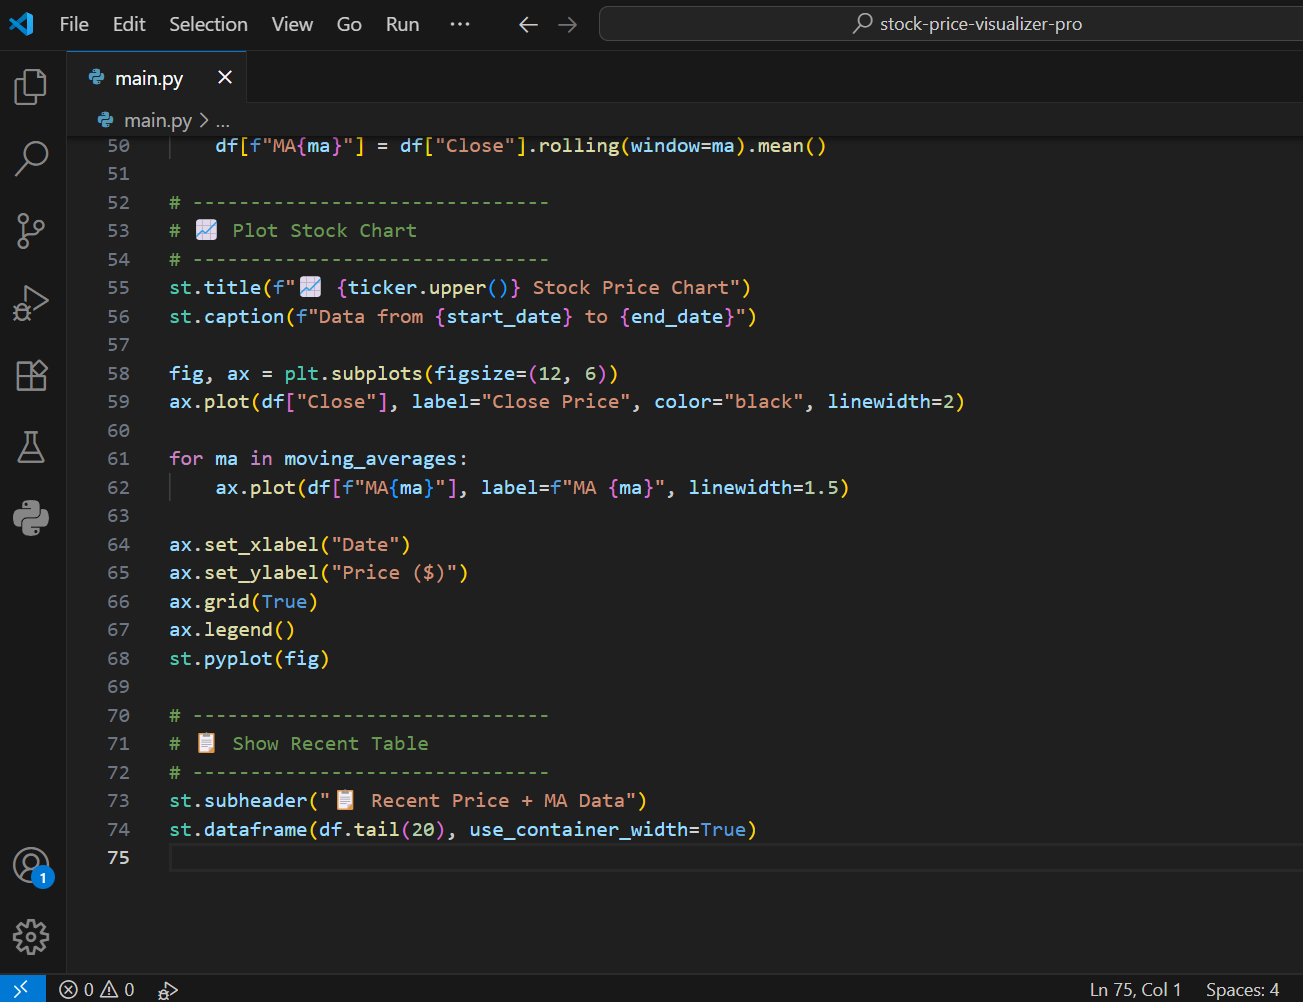 File Edit Selection View Go Run ··· stock-price-visualizer-pro
main.py
main.py > ...
50     df[f"MA{ma}"] = df["Close"].rolling(window=ma).mean()
51
52 # -------------------------------
53 # 📈 Plot Stock Chart
54 # -------------------------------
55 st.title(f"📈 {ticker.upper()} Stock Price Chart")
56 st.caption(f"Data from {start_date} to {end_date}")
57
58 fig, ax = plt.subplots(figsize=(12, 6))
59 ax.plot(df["Close"], label="Close Price", color="black", linewidth=2)
60
61 for ma in moving_averages:
62     ax.plot(df[f"MA{ma}"], label=f"MA {ma}", linewidth=1.5)
63
64 ax.set_xlabel("Date")
65 ax.set_ylabel("Price ($)")
66 ax.grid(True)
67 ax.legend()
68 st.pyplot(fig)
69
70 # -------------------------------
71 # 📋 Show Recent Table
72 # -------------------------------
73 st.subheader("📋 Recent Price + MA Data")
74 st.dataframe(df.tail(20), use_container_width=True)
75
1
0 0 Ln 75, Col 1 Spaces: 4